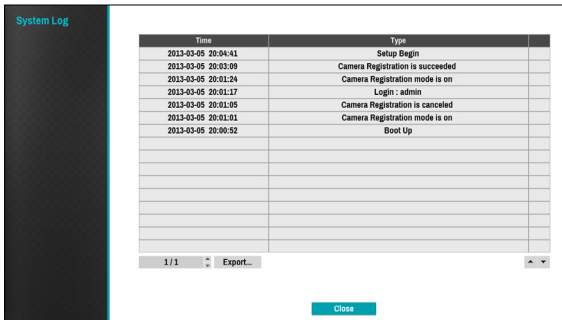 System Log
Time Type
2013-03-05 20:04:41 Setup Begin
2013-03-05 20:03:09 Camera Registration is succeeded
2013-03-05 20:01:24 Camera Registration mode is on
2013-03-05 20:01:17 Login : admin
2013-03-05 20:01:05 Camera Registration is canceled
2013-03-05 20:01:01 Camera Registration mode is on
2013-03-05 20:00:52 Boot Up
1 / 1 Export...
Close